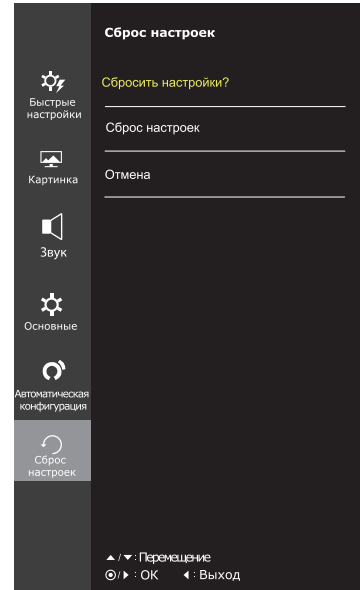 Сброс настроек
Быстрые
настройки
Картинка
Звук
Основные
Автоматическая
конфигурация
Сброс
настроек
Сбросить настройки?
Сброс настроек
Отмена
▲ / ▼ : Перемещение
⦿/▶ : OK ◀ : Выход